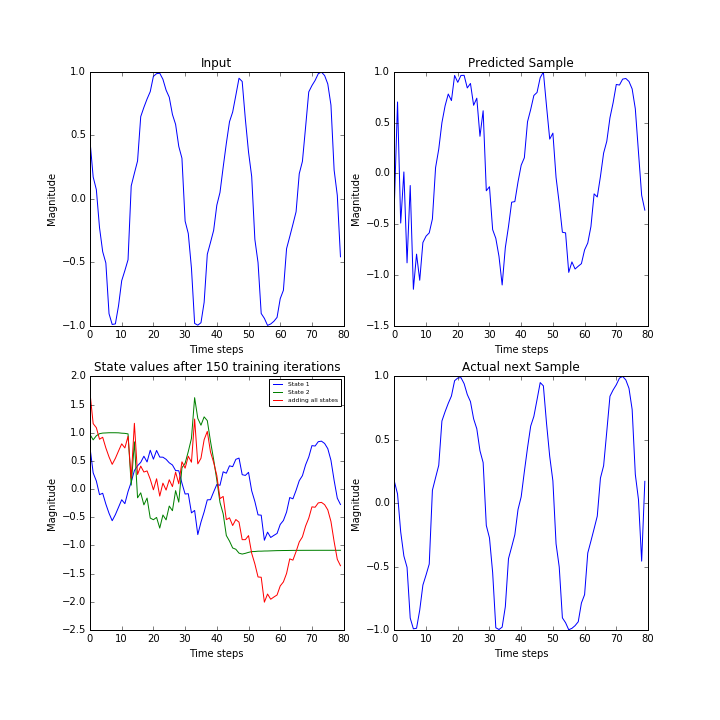 Input
1.0
0.5
0.0
−0.5
−1.0
Magnitude
0 10 20 30 40 50 60 70 80
Time steps
Predicted Sample
1.0
0.5
0.0
−0.5
−1.0
−1.5
Magnitude
0 10 20 30 40 50 60 70 80
Time steps
State values after 150 training iterations
2.0
1.5
1.0
0.5
0.0
−0.5
−1.0
−1.5
−2.0
−2.5
Magnitude
State 1
State 2
adding all states
0 10 20 30 40 50 60 70 80
Time steps
Actual next Sample
1.0
0.5
0.0
−0.5
−1.0
Magnitude
0 10 20 30 40 50 60 70 80
Time steps